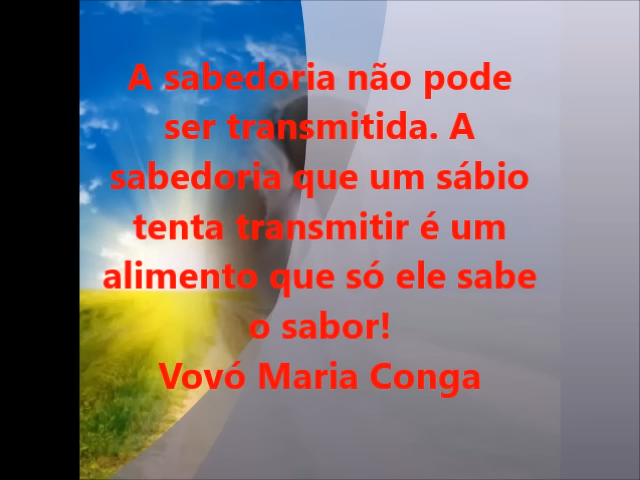 A sabedoria não pode
ser transmitida. A
sabedoria que um sábio
tenta transmitir é um
alimento que só ele sabe
o sabor!
Vovó Maria Conga